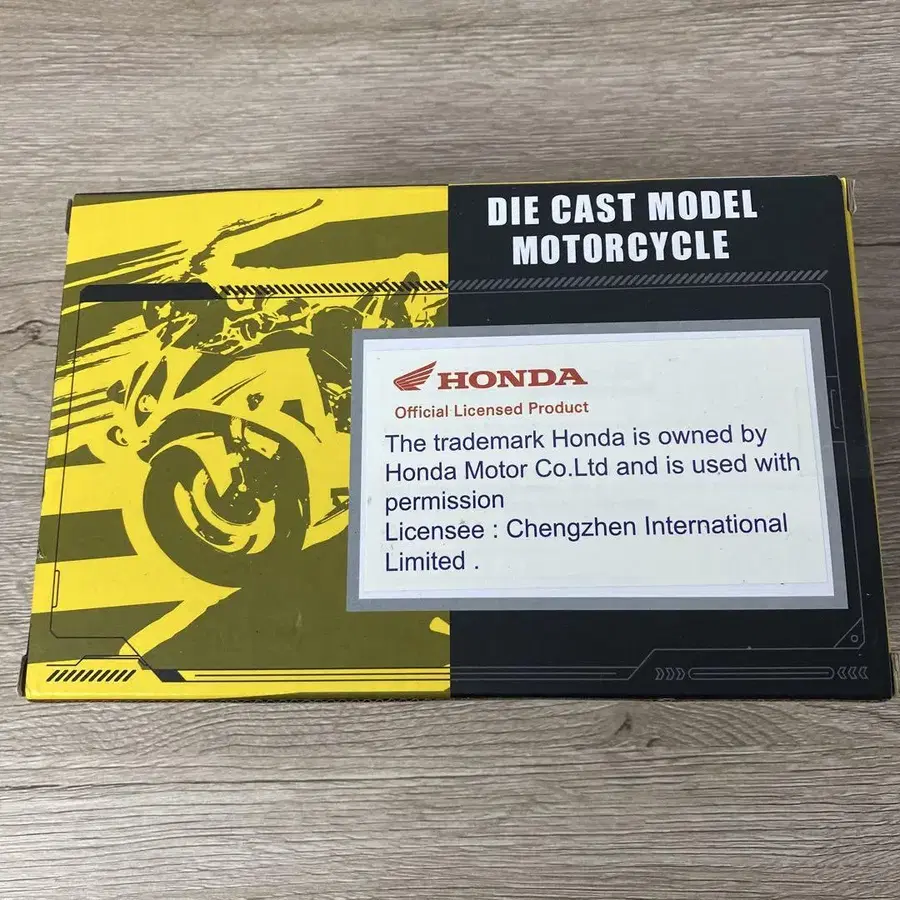 DIE CAST MODEL
MOTORCYCLE
HONDA
Official Licensed Product
The trademark Honda is owned by
Honda Motor Co.Ltd and is used with
permission
Licensee : Chengzhen International
Limited .